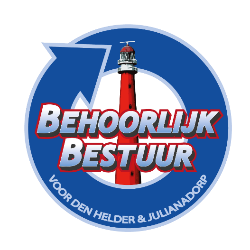 BEHOORLIJK
BESTUUR
VOOR DEN HELDER & JULIANADORP